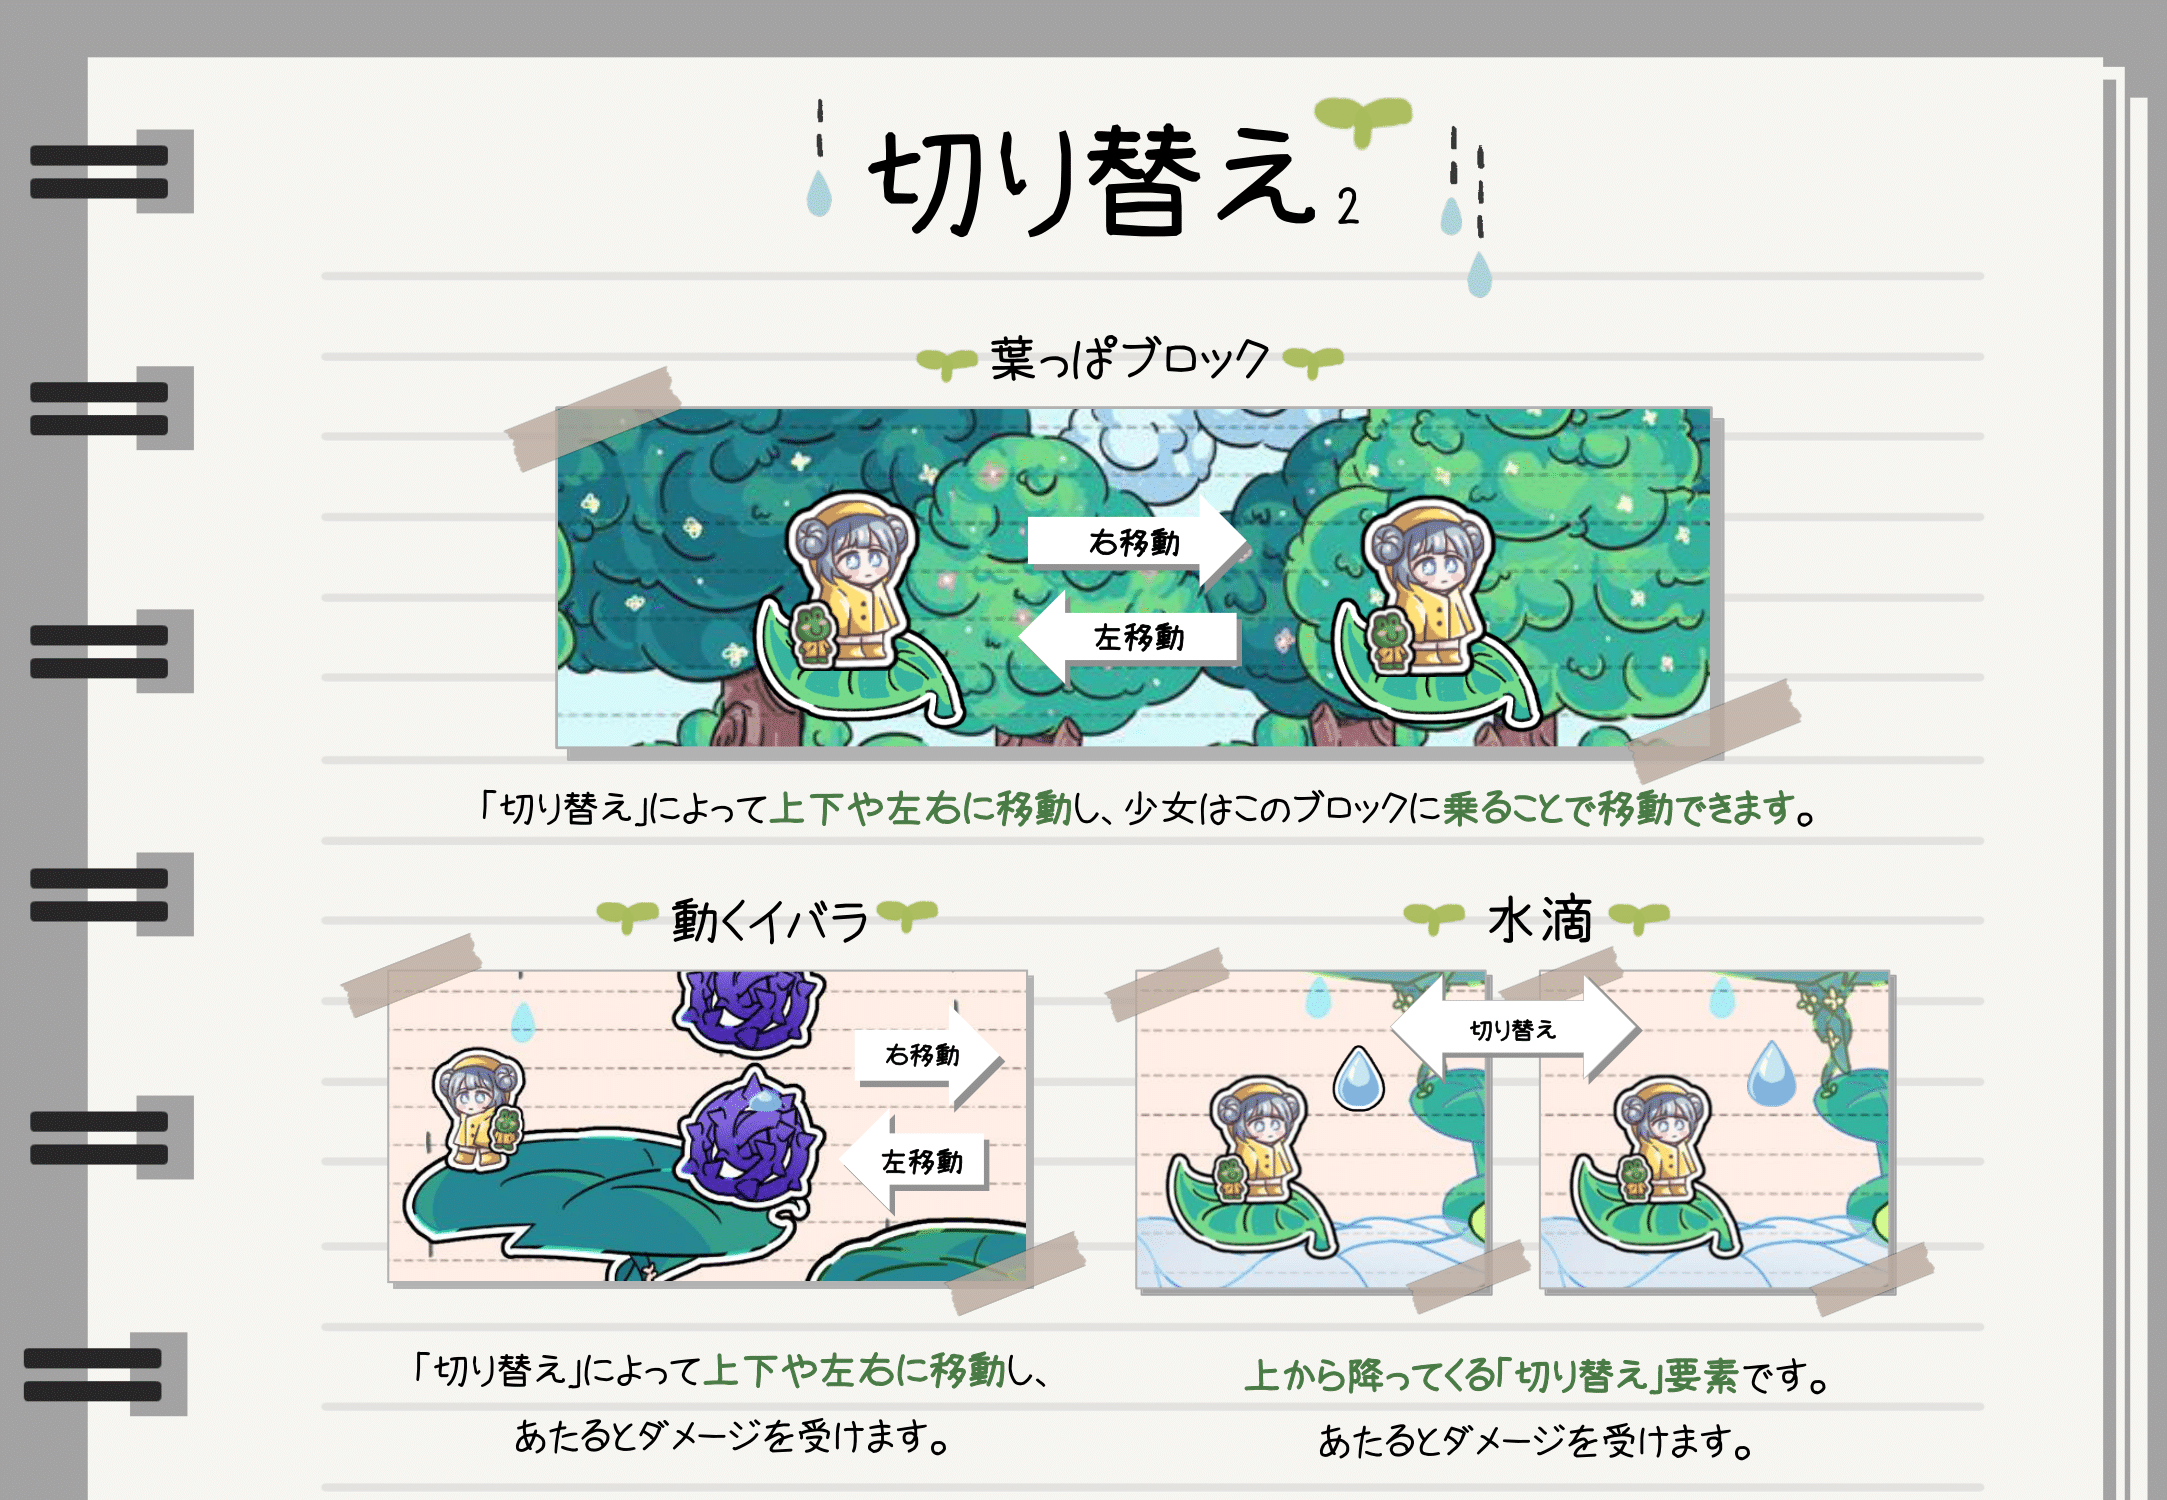 切り替え2
葉っぱブロック
右移動
左移動
「切り替え」によって上下や左右に移動し、少女はこのブロックに乗ることで移動できます。
動くイバラ
右移動
左移動
「切り替え」によって上下や左右に移動し、
あたるとダメージを受けます。
水滴
切り替え
上から降ってくる「切り替え」要素です。
あたるとダメージを受けます。